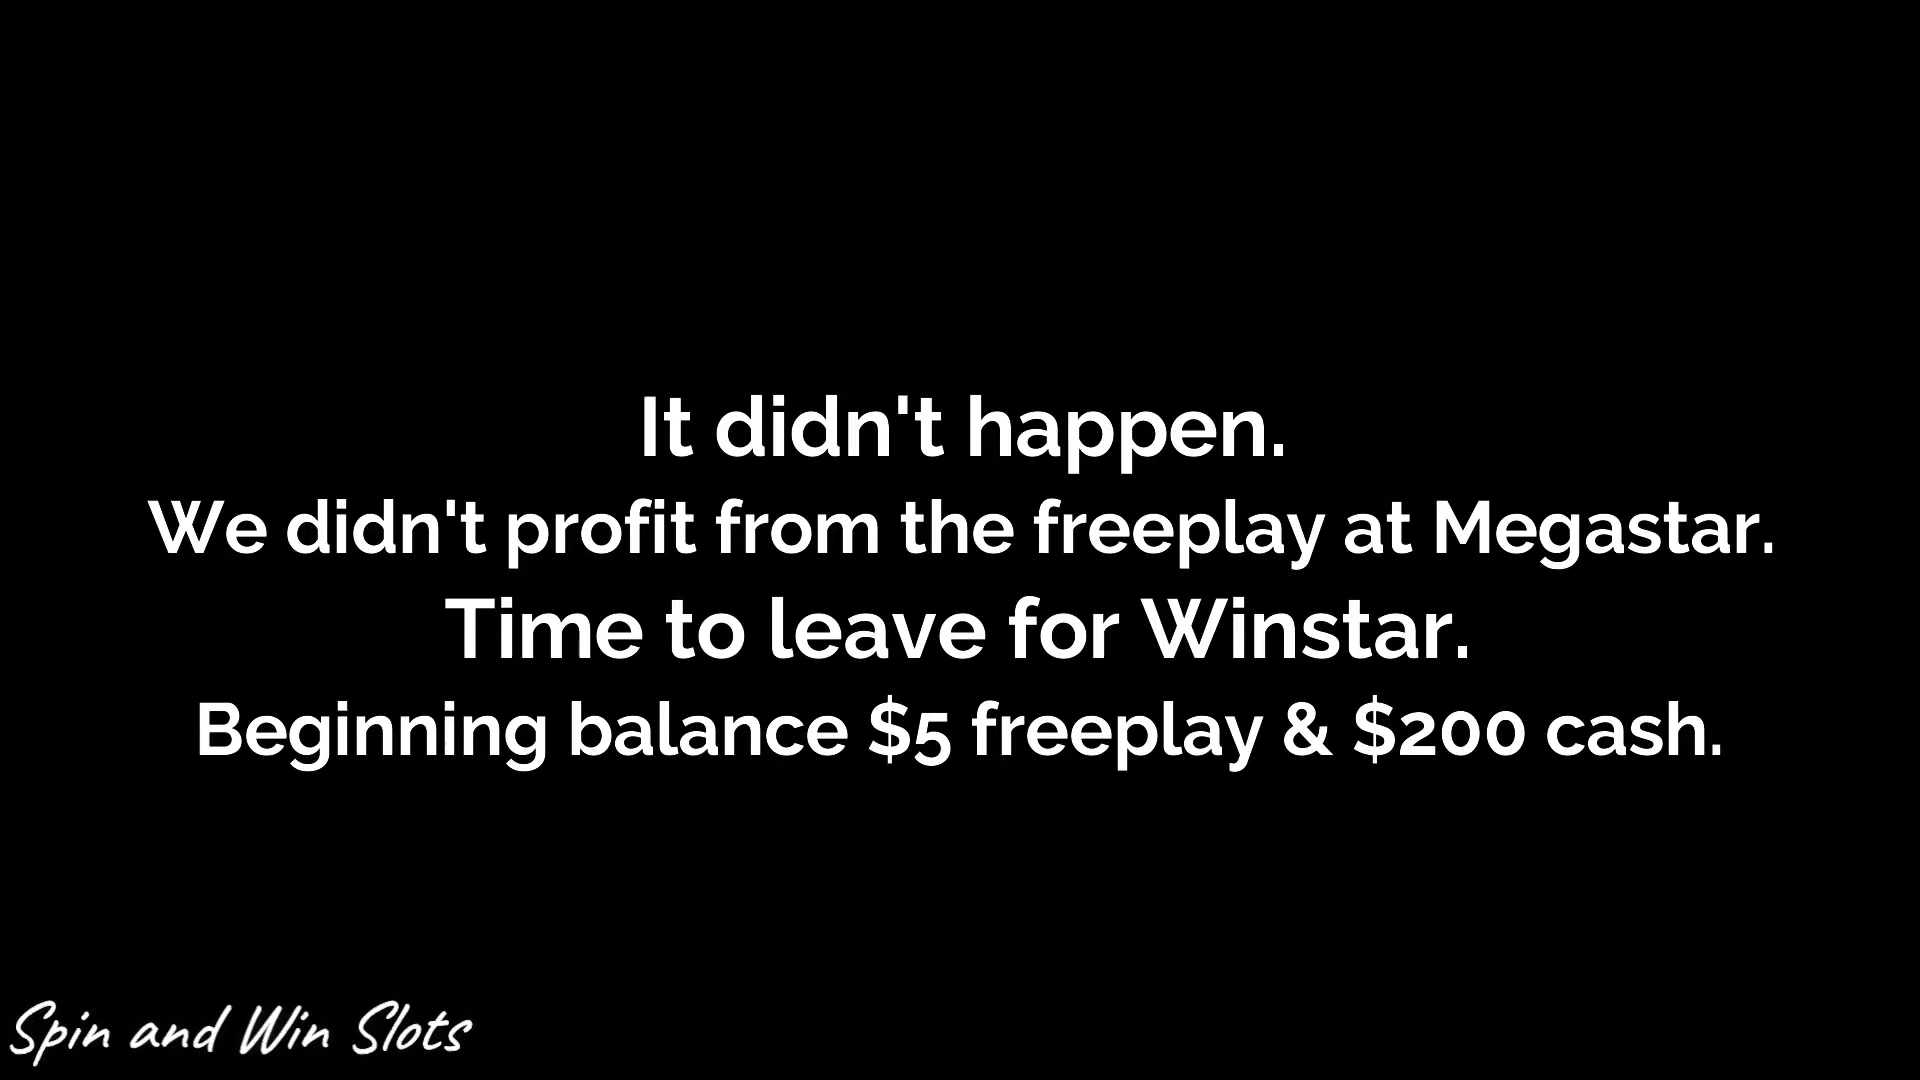 It didn't happen.
We didn't profit from the freeplay at Megastar.
Time to leave for Winstar.
Beginning balance $5 freeplay & $200 cash.
Spin and Win Slots